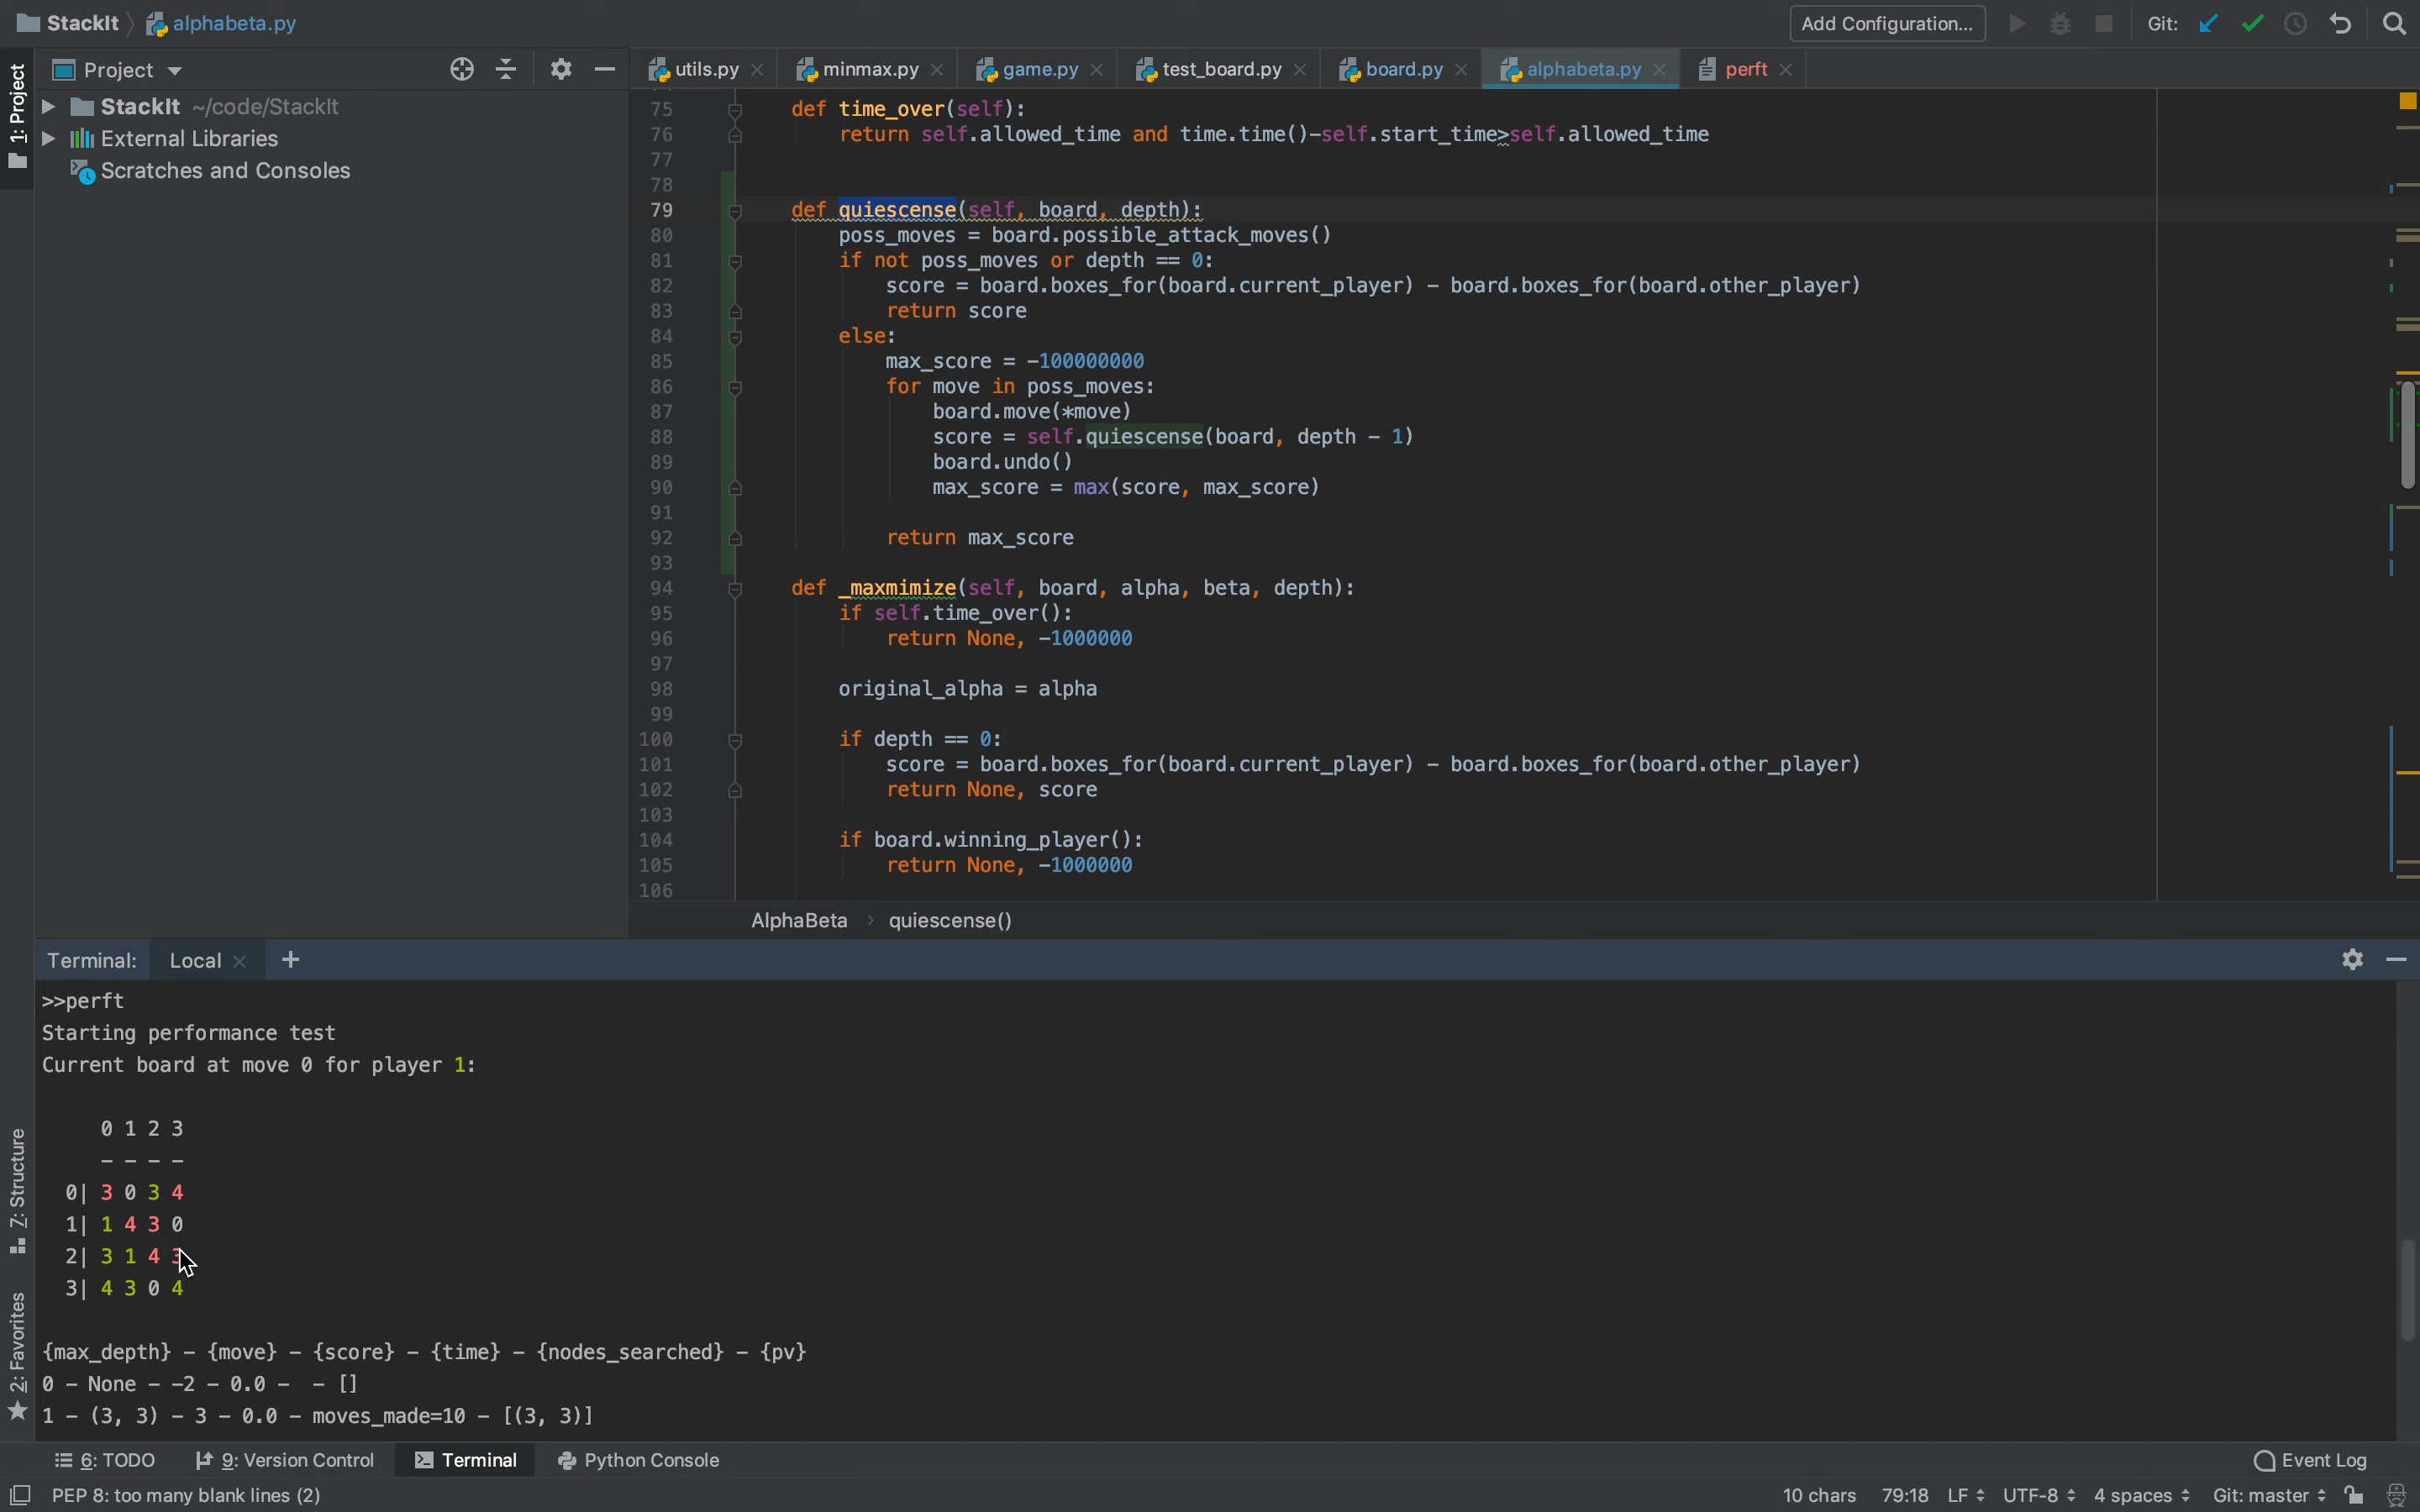 StackIt
alphabeta.py
Add Configuration...
Git:
1: Project
Project
utils.py
minmax.py
game.py
test_board.py
board.py
alphabeta.py
perft
StackIt ~/code/StackIt
External Libraries
Scratches and Consoles
75 def time_over(self):
76 return self.allowed_time and time.time()-self.start_time>self.allowed_time
77
78
79 def quiescense(self, board, depth):
80 poss_moves = board.possible_attack_moves()
81 if not poss_moves or depth == 0:
82 score = board.boxes_for(board.current_player) - board.boxes_for(board.other_player)
83 return score
84 else:
85 max_score = -100000000
86 for move in poss_moves:
87 board.move(*move)
88 score = self.quiescense(board, depth - 1)
89 board.undo()
90 max_score = max(score, max_score)
91
92 return max_score
93
94 def _maxmimize(self, board, alpha, beta, depth):
95 if self.time_over():
96 return None, -1000000
97
98 original_alpha = alpha
99
100 if depth == 0:
101 score = board.boxes_for(board.current_player) - board.boxes_for(board.other_player)
102 return None, score
103
104 if board.winning_player():
105 return None, -1000000
106
AlphaBeta › quiescense()
Terminal: Local +
>>perft
Starting performance test
Current board at move 0 for player 1:
0 1 2 3
- - - -
0| 3 0 3 4
1| 1 4 3 0
2| 3 1 4 3
3| 4 3 0 4
{max_depth} - {move} - {score} - {time} - {nodes_searched} - {pv}
0 - None - -2 - 0.0 -  - []
1 - (3, 3) - 3 - 0.0 - moves_made=10 - [(3, 3)]
7: Structure
2: Favorites
6: TODO
9: Version Control
Terminal
Python Console
Event Log
PEP 8: too many blank lines (2)
10 chars
79:18
LF
UTF-8
4 spaces
Git: master